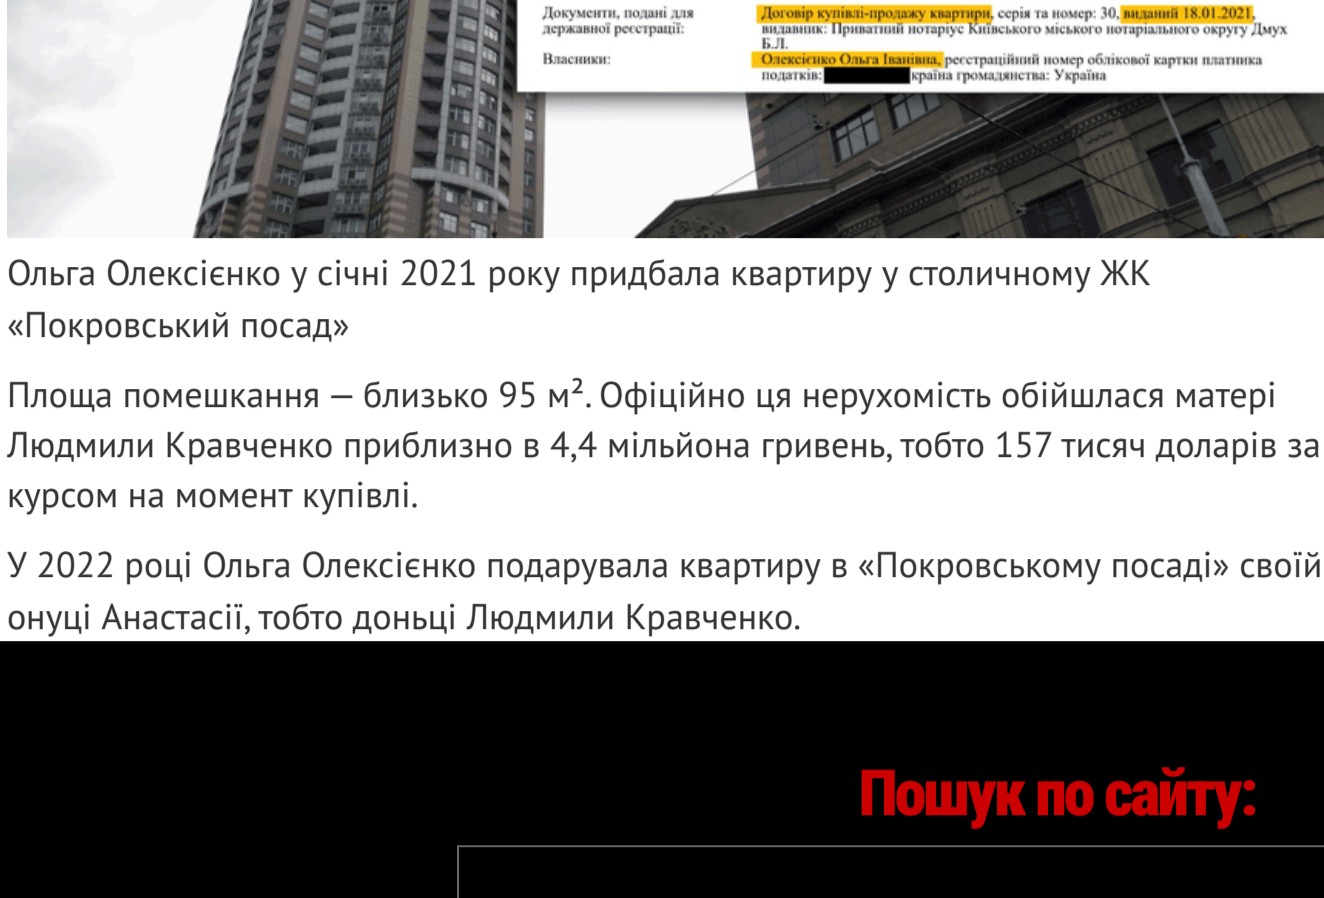 Документи, подані для
державної реєстрації:
Договір купівлі-продажу квартири, серія та номер: 30, виданий 18.01.2021,
видавник: Приватний нотаріус Київського міського нотаріального округу Дмух
Б.Л.
Власники:
Олексієнко Ольга Іванівна, реєстраційний номер облікової картки платника
податків: країна громадянства: Україна
Ольга Олексієнко у січні 2021 року придбала квартиру у столичному ЖК
«Покровський посад»
Площа помешкання — близько 95 м². Офіційно ця нерухомість обійшлася матері
Людмили Кравченко приблизно в 4,4 мільйона гривень, тобто 157 тисяч доларів за
курсом на момент купівлі.
У 2022 році Ольга Олексієнко подарувала квартиру в «Покровському посаді» своїй
онуці Анастасії, тобто доньці Людмили Кравченко.
Пошук по сайту: